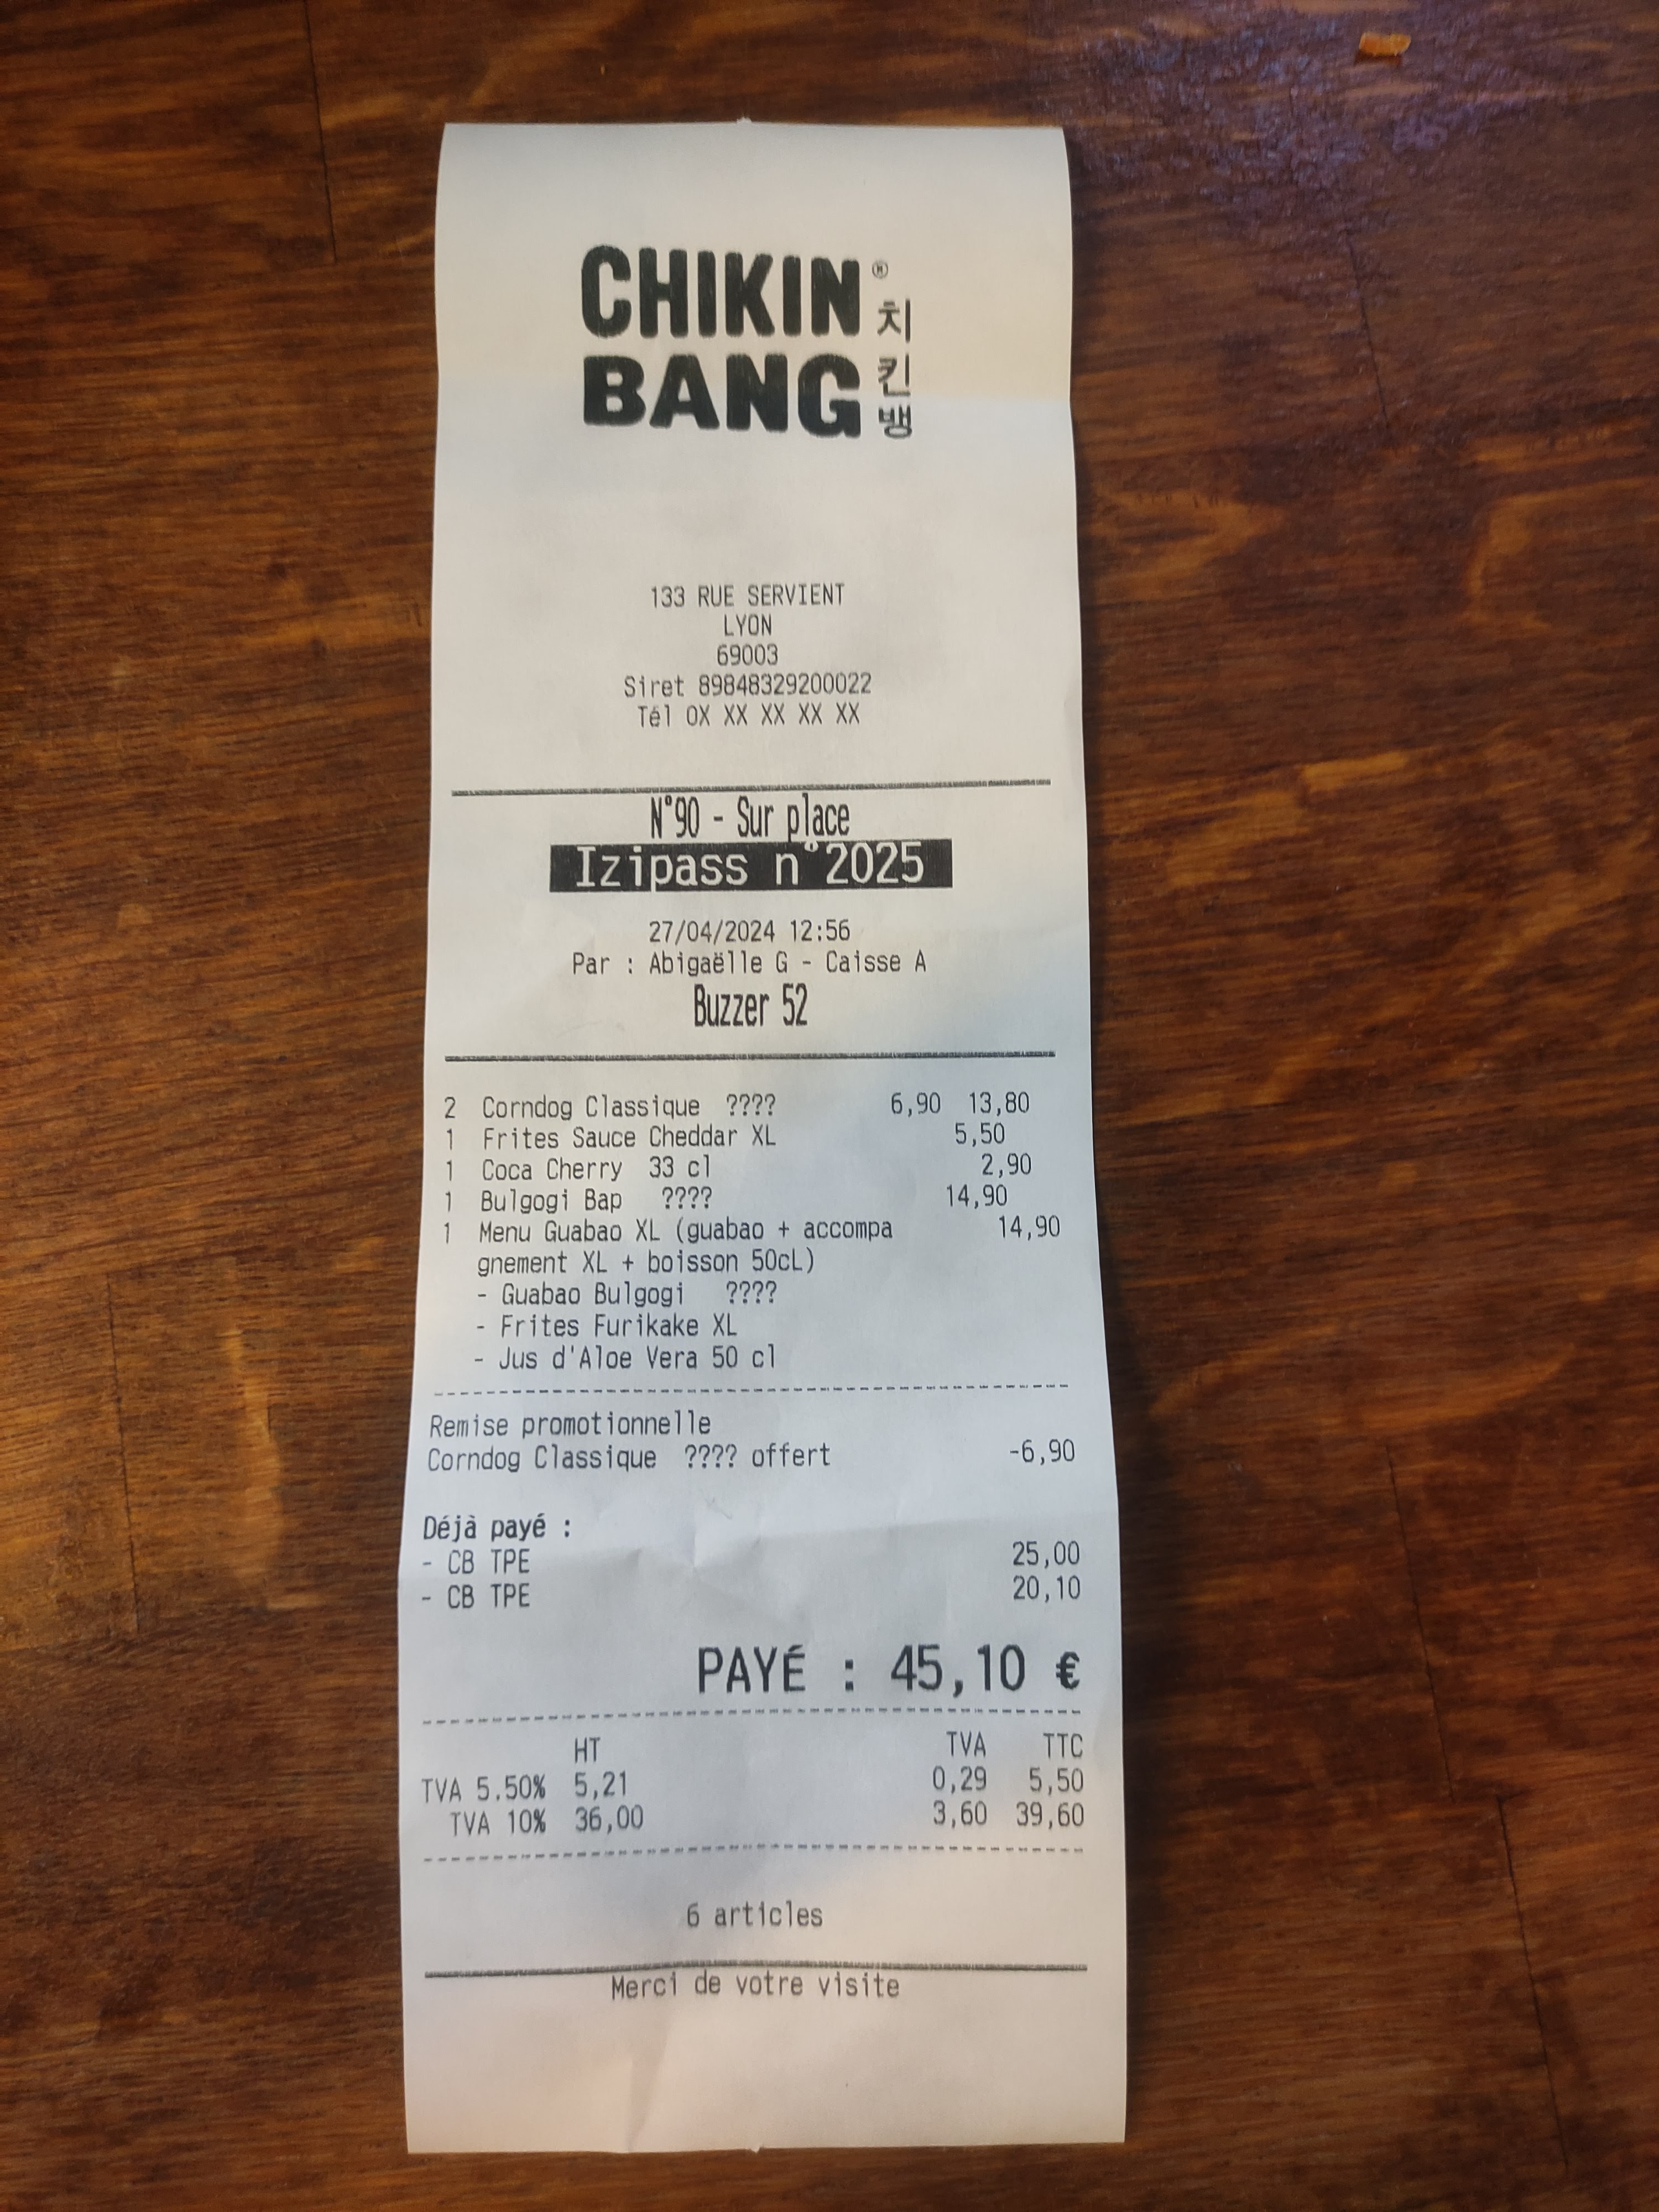 CHIKIN®
BANG
치킨뱅
133 RUE SERVIENT
LYON
69003
Siret 89848329200022
Tél 0X XX XX XX XX
N°90 - Sur place
Izipass n°2025
27/04/2024 12:56
Par : Abigaëlle G - Caisse A
Buzzer 52
2 Corndog Classique ???? 6,90 13,80
1 Frites Sauce Cheddar XL 5,50
1 Coca Cherry 33 cl 2,90
1 Bulgogi Bap ???? 14,90
1 Menu Guabao XL (guabao + accompa 14,90
gnement XL + boisson 50cL)
- Guabao Bulgogi ????
- Frites Furikake XL
- Jus d'Aloe Vera 50 cl
Remise promotionnelle
Corndog Classique ???? offert -6,90
Déjà payé :
- CB TPE 25,00
- CB TPE 20,10
PAYÉ : 45,10 €
HT TVA TTC
TVA 5.50% 5,21 0,29 5,50
TVA 10% 36,00 3,60 39,60
6 articles
Merci de votre visite